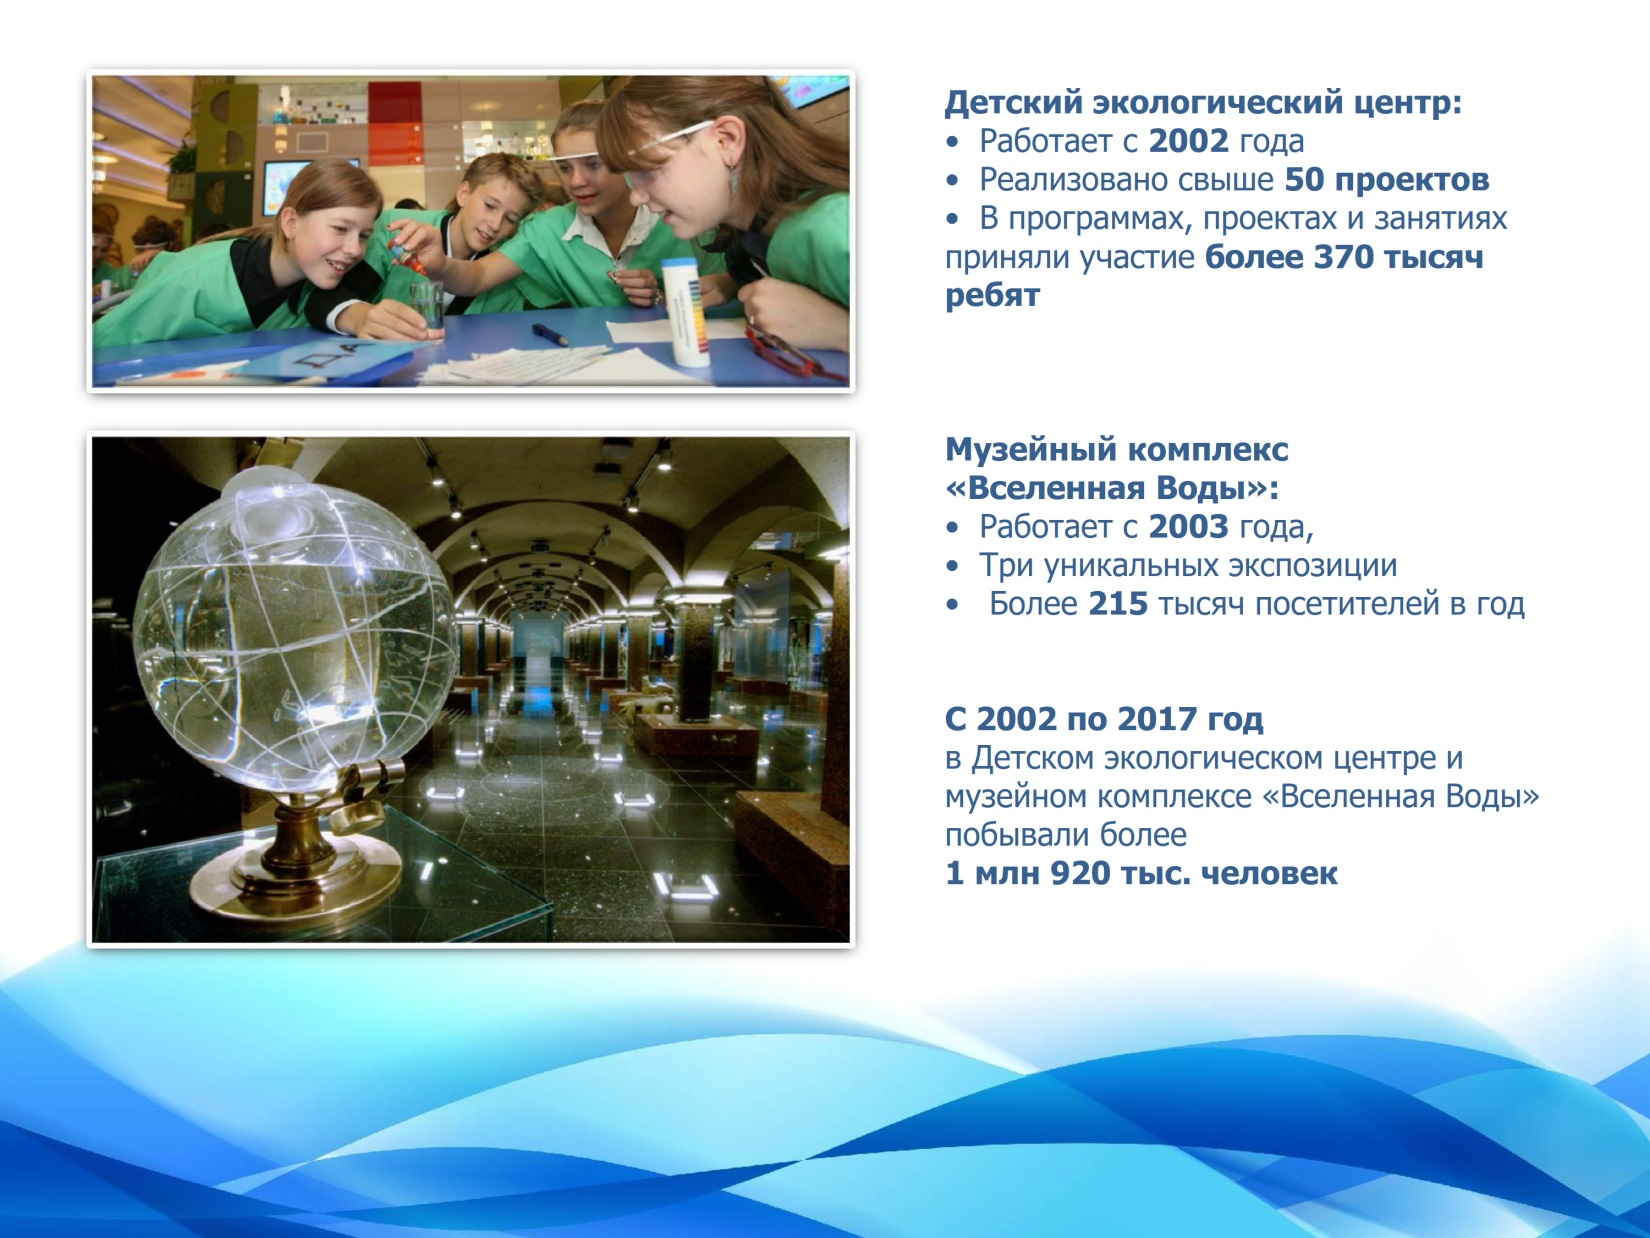 Детский экологический центр:
• Работает с 2002 года
• Реализовано свыше 50 проектов
• В программах, проектах и занятиях
приняли участие более 370 тысяч
ребят
Музейный комплекс
«Вселенная Воды»:
• Работает с 2003 года,
• Три уникальных экспозиции
• Более 215 тысяч посетителей в год
С 2002 по 2017 год
в Детском экологическом центре и
музейном комплексе «Вселенная Воды»
побывали более
1 млн 920 тыс. человек
ДА